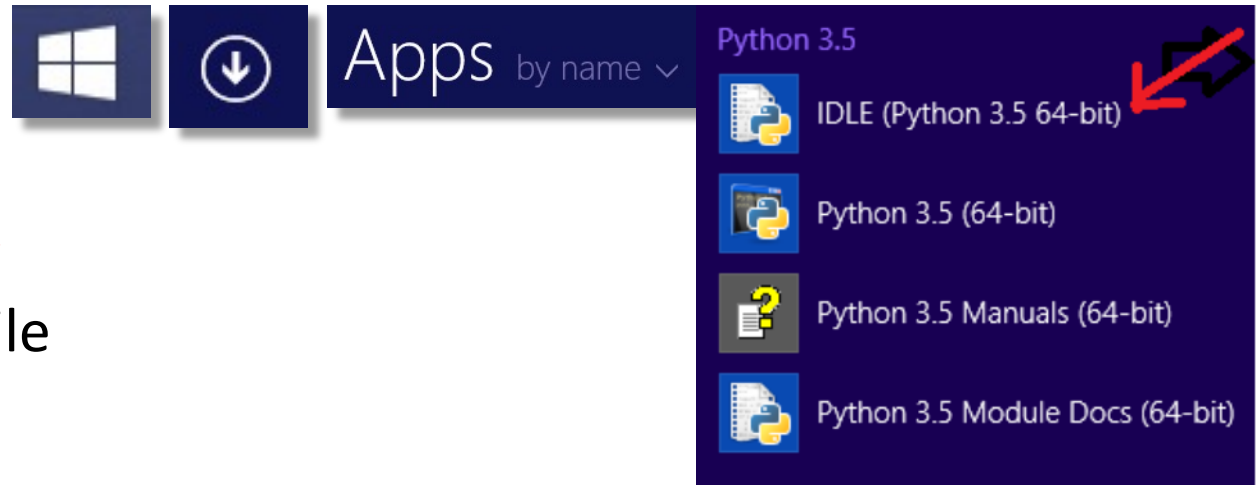 Apps by name
Python 3.5
IDLE (Python 3.5 64-bit)
Python 3.5 (64-bit)
Python 3.5 Manuals (64-bit)
Python 3.5 Module Docs (64-bit)
le